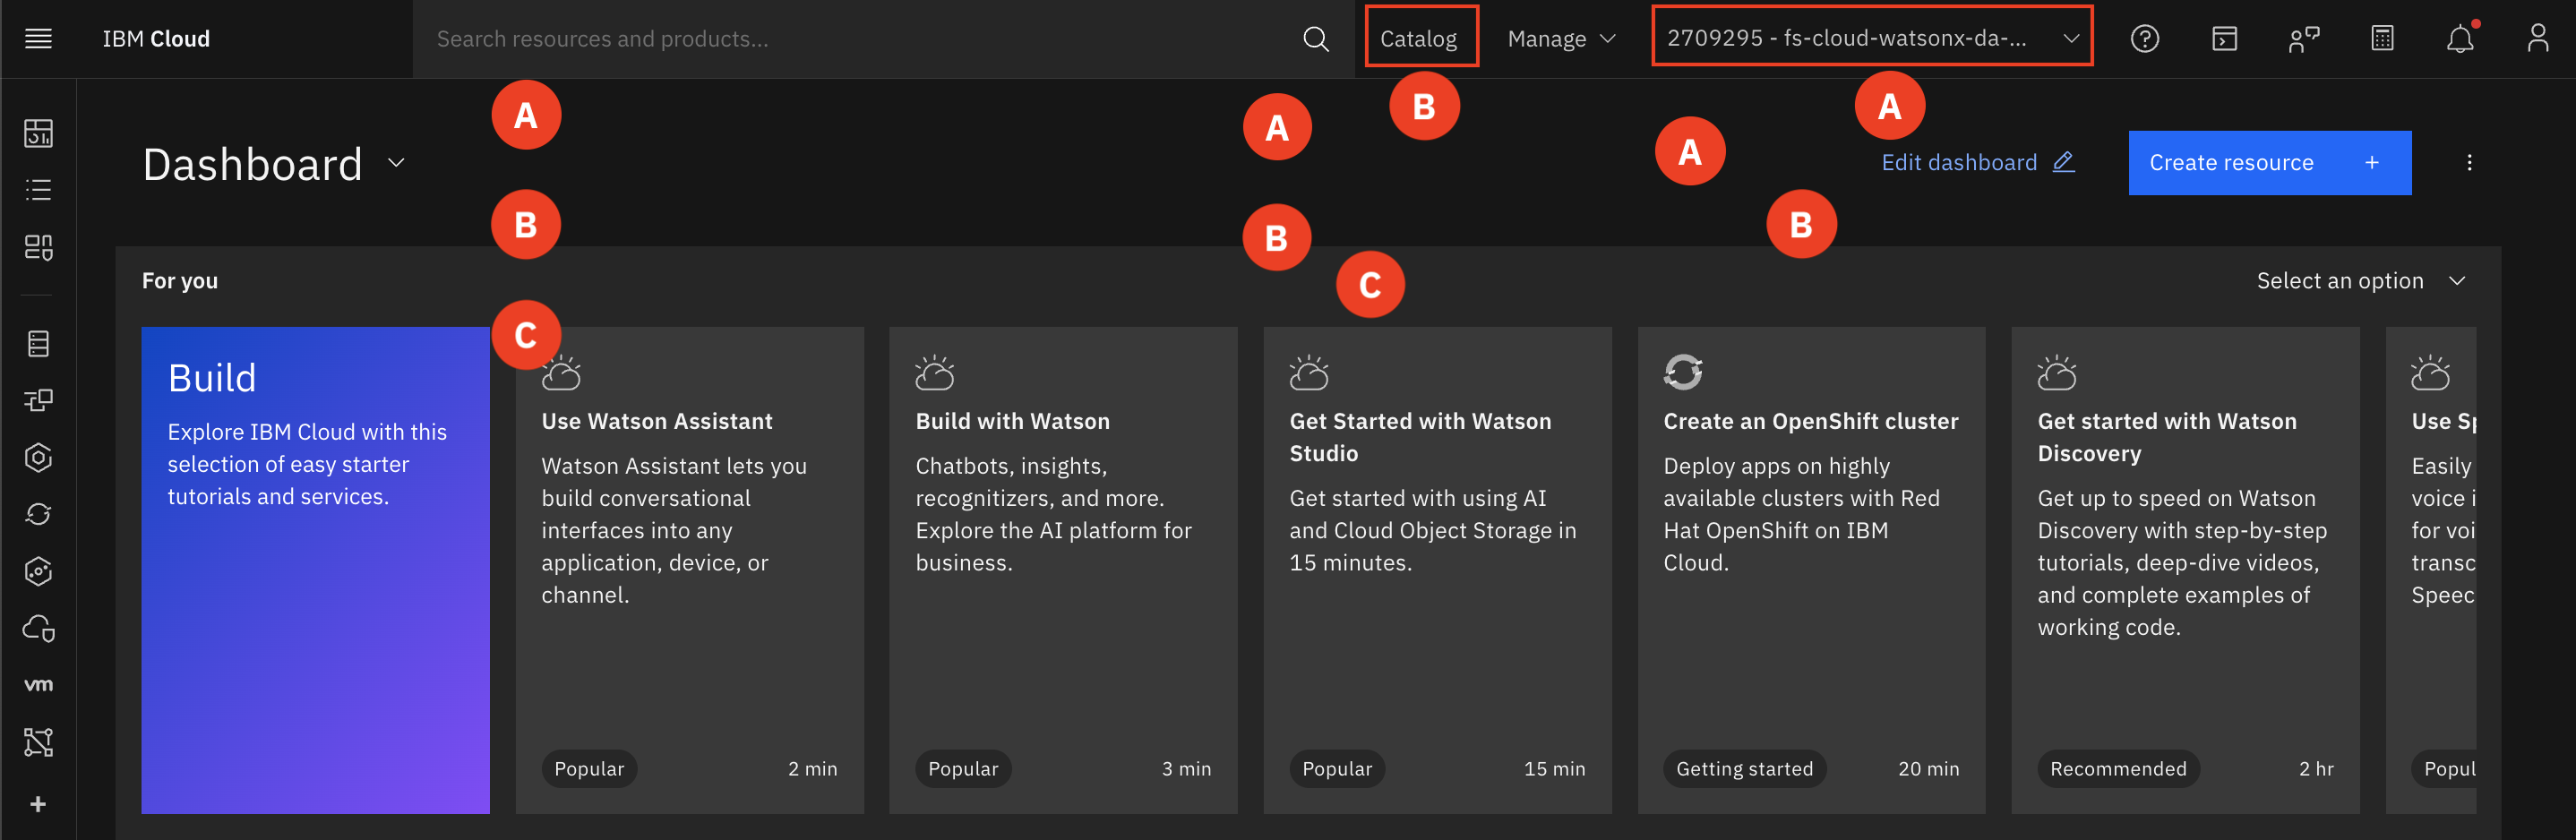 IBM Cloud
Search resources and products...
Catalog
Manage
2709295 - fs-cloud-watsonx-da-...
A
A
B
A
A
Dashboard
Edit dashboard
Create resource +
B
B
B
C
For you
Select an option
C
Build
Explore IBM Cloud with this
selection of easy starter
tutorials and services.
Use Watson Assistant
Watson Assistant lets you
build conversational
interfaces into any
application, device, or
channel.
Popular
2 min
Build with Watson
Chatbots, insights,
recognitizers, and more.
Explore the AI platform for
business.
Popular
3 min
Get Started with Watson
Studio
Get started with using AI
and Cloud Object Storage in
15 minutes.
Popular
15 min
Create an OpenShift cluster
Deploy apps on highly
available clusters with Red
Hat OpenShift on IBM
Cloud.
Getting started
20 min
Get started with Watson
Discovery
Get up to speed on Watson
Discovery with step-by-step
tutorials, deep-dive videos,
and complete examples of
working code.
Recommended
2 hr
Use
Easily
voice
for
vm